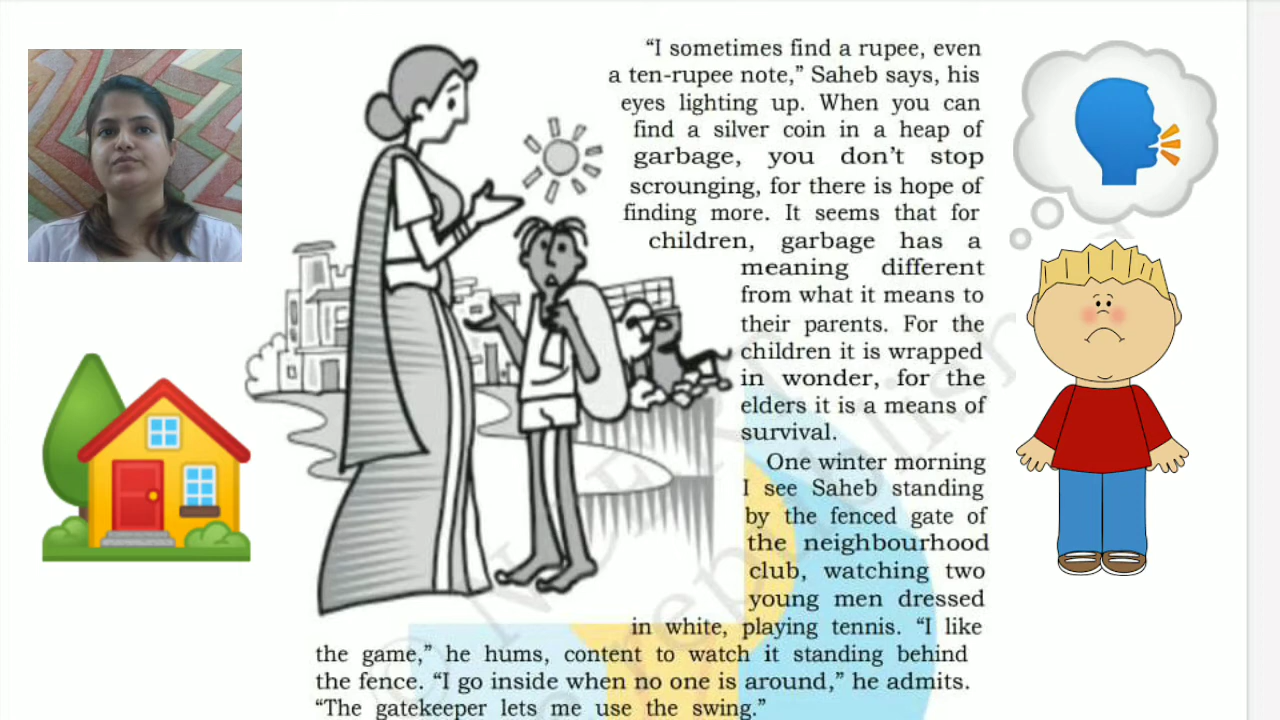 “I sometimes find a rupee, even
a ten-rupee note,” Saheb says, his
eyes lighting up. When you can
find a silver coin in a heap of
garbage, you don’t stop
scrounging, for there is hope of
finding more. It seems that for
children, garbage has a
meaning different
from what it means to
their parents. For the
children it is wrapped
in wonder, for the
elders it is a means of
survival.
One winter morning
I see Saheb standing
by the fenced gate of
the neighbourhood
club, watching two
young men dressed
in white, playing tennis. “I like
the game,” he hums, content to watch it standing behind
the fence. “I go inside when no one is around,” he admits.
“The gatekeeper lets me use the swing.”